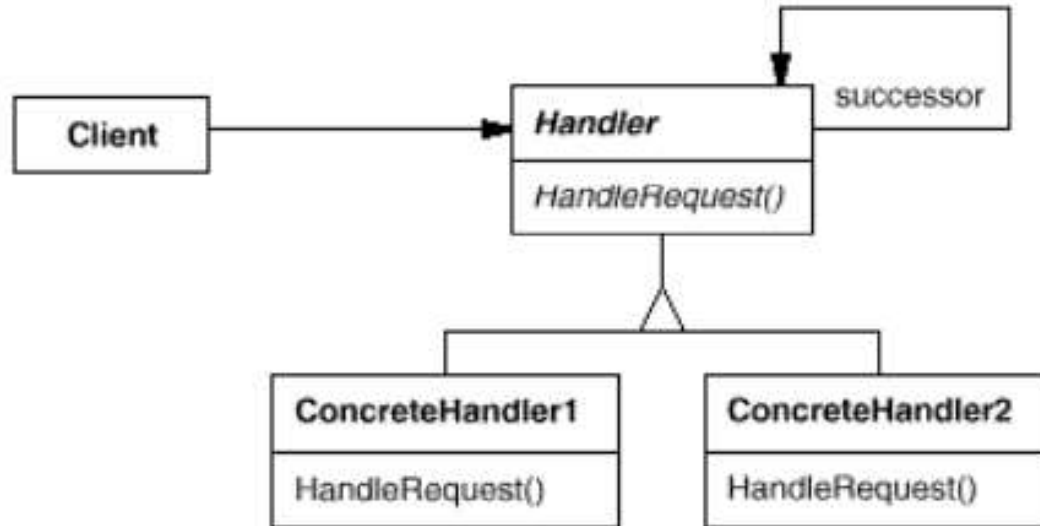 successor
Client
Handler
HandleRequest()
ConcreteHandler1
ConcreteHandler2
HandleRequest()
HandleRequest()